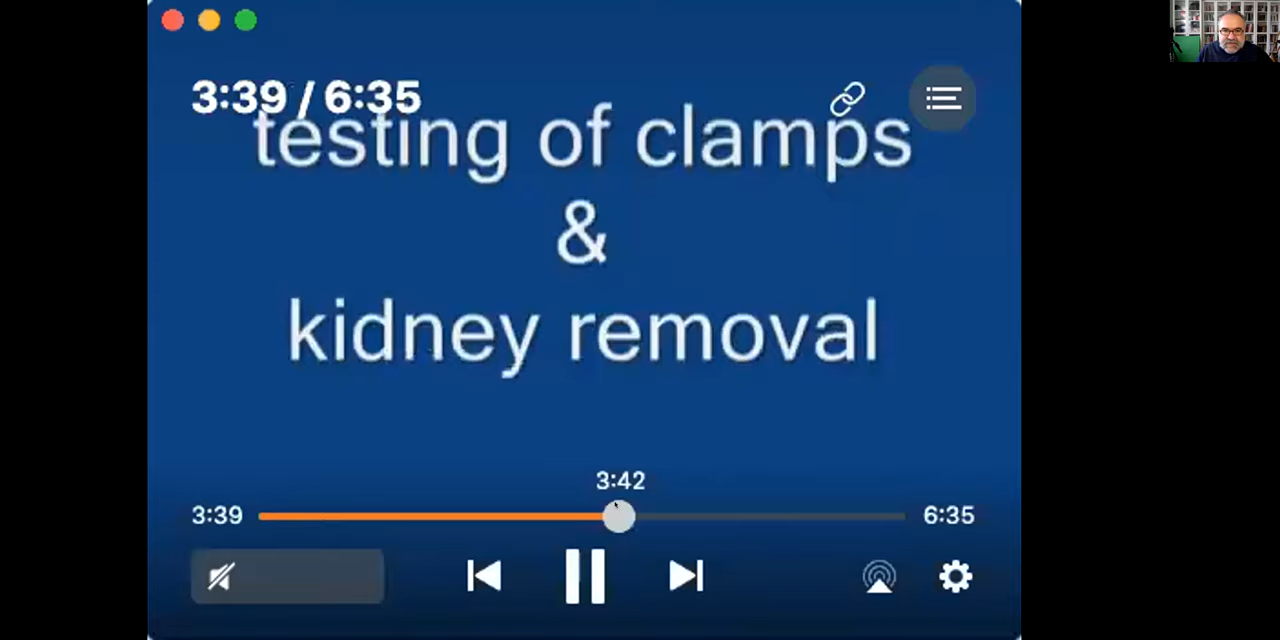 3:39 / 6:35
testing of clamps
&
kidney removal
3:42
3:39
6:35